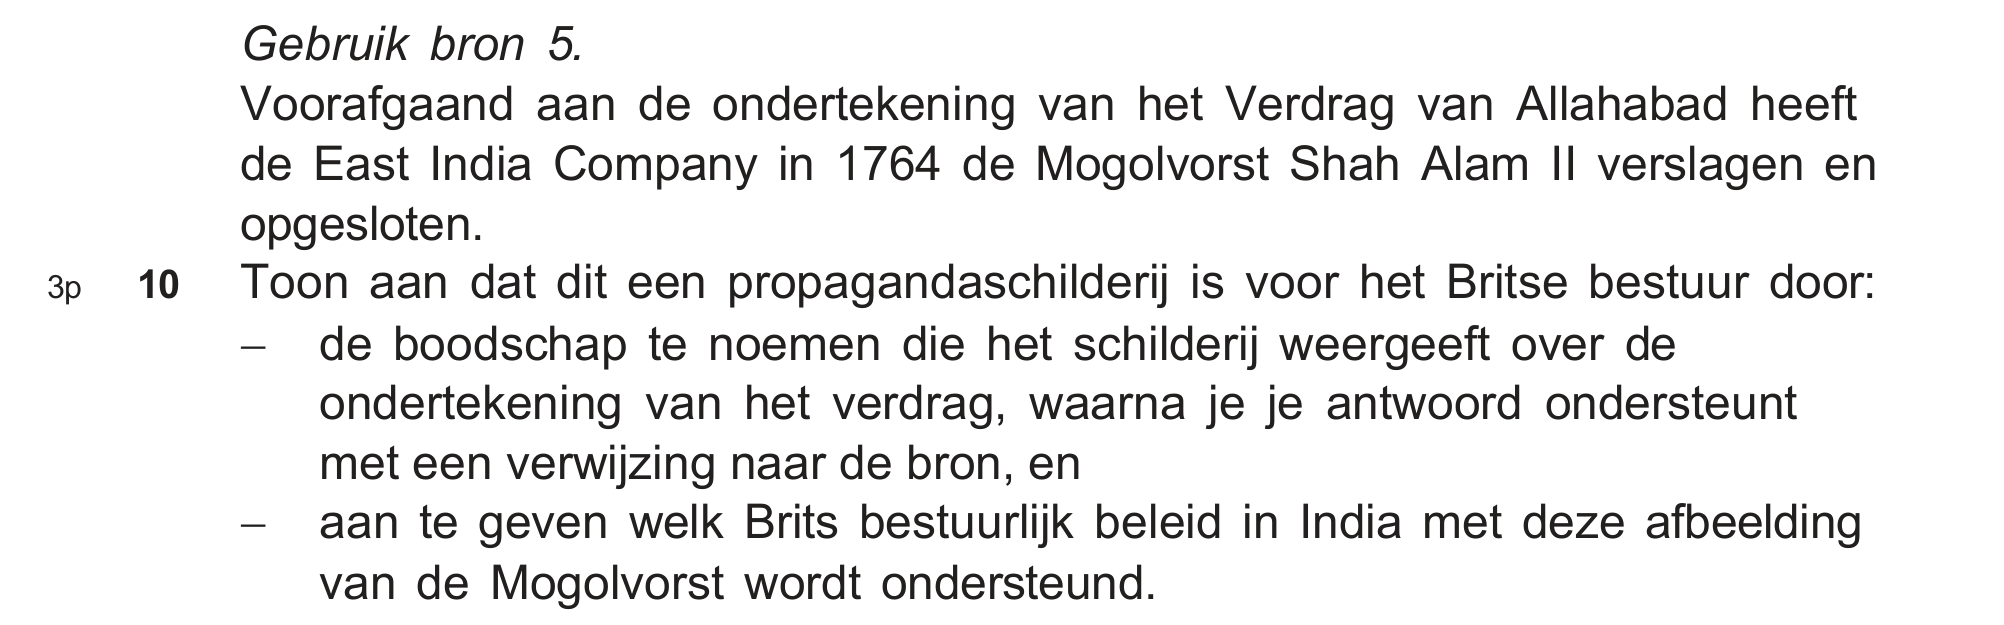 Gebruik bron 5.
Voorafgaand aan de ondertekening van het Verdrag van Allahabad heeft
de East India Company in 1764 de Mogolvorst Shah Alam II verslagen en
opgesloten.
3p 10 Toon aan dat dit een propagandaschilderij is voor het Britse bestuur door:
– de boodschap te noemen die het schilderij weergeeft over de
ondertekening van het verdrag, waarna je je antwoord ondersteunt
met een verwijzing naar de bron, en
– aan te geven welk Brits bestuurlijk beleid in India met deze afbeelding
van de Mogolvorst wordt ondersteund.